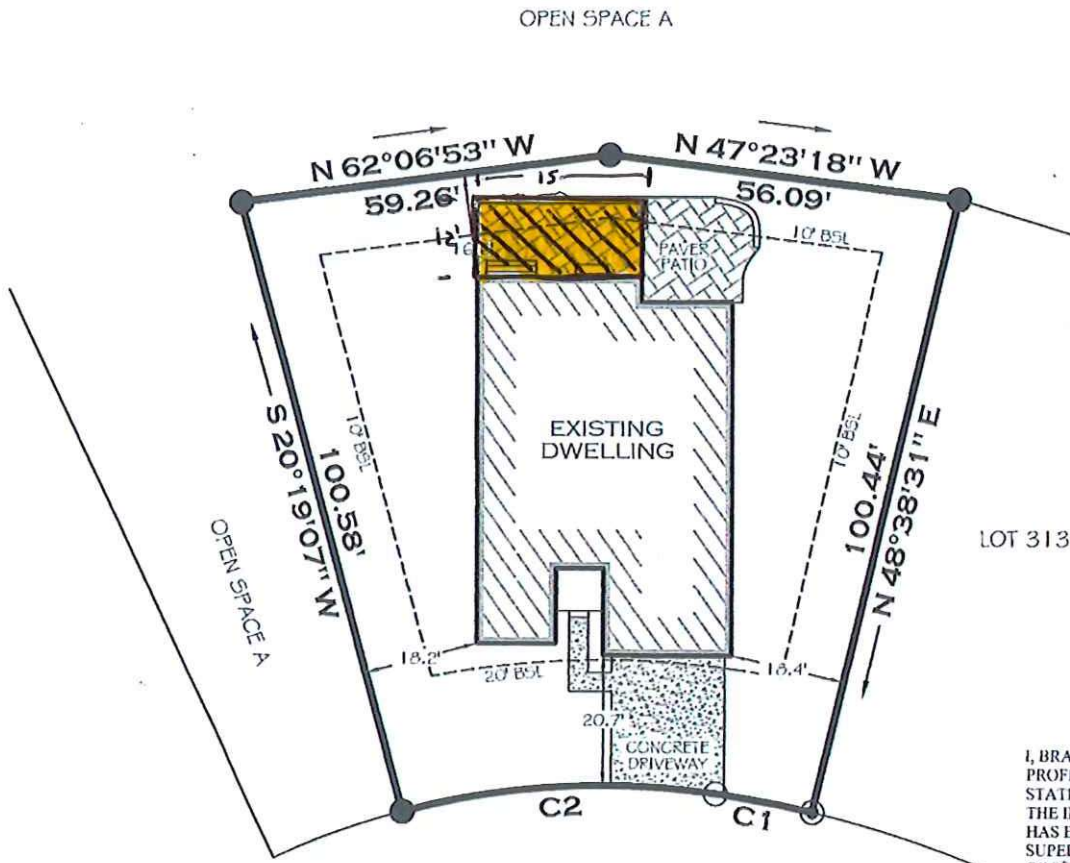 OPEN SPACE A
N 62°06'53" W
N 47°23'18" W
15
59.26'
56.09'
12'
10' BSL
PAVER
PATIO
EXISTING
DWELLING
10' BSL
10' BSL
S 20°19'07" W
100.58'
100.44'
N 48°38'31" E
LOT 313
OPEN SPACE A
18.2'
20' BSL
18.4'
20.7'
CONCRETE
DRIVEWAY
C2
C1
I, BRA
PROF
STATI
HAS E
SUPE